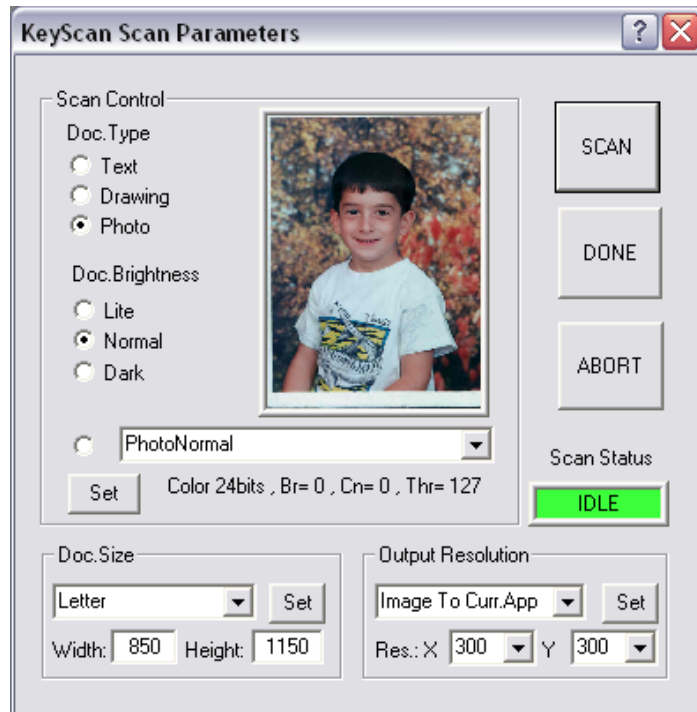 KeyScan Scan Parameters
Scan Control
Doc.Type
Text
Drawing
Photo
Doc.Brightness
Lite
Normal
Dark
PhotoNormal
Set
Color 24bits , Br= 0 , Cn= 0 , Thr= 127
SCAN
DONE
ABORT
Scan Status
IDLE
Doc.Size
Letter
Set
Width: 850 Height: 1150
Output Resolution
Image To Curr.App
Set
Res.: X 300 Y 300